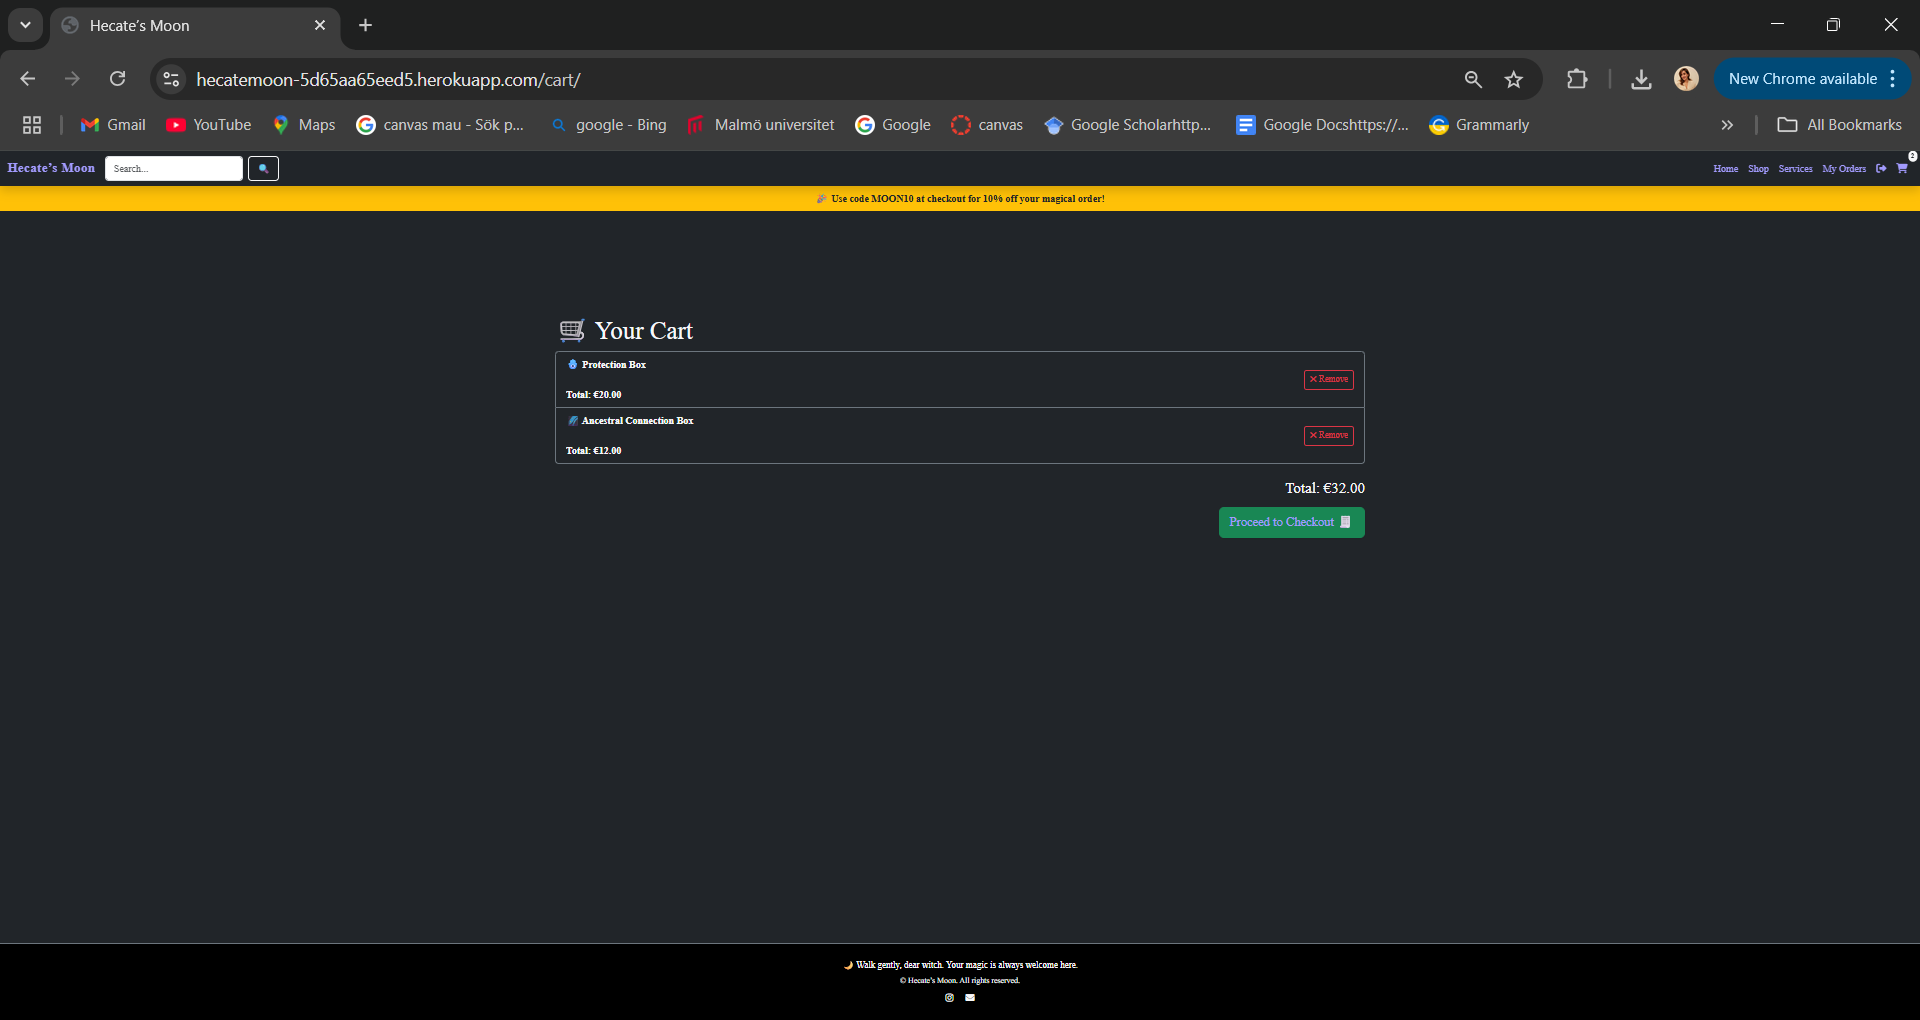 Hecate's Moon
hecatemoon-5d65aa65eed5.herokuapp.com/cart/
New Chrome available
Gmail
YouTube
Maps
canvas mau - Sök p...
google - Bing
Malmö universitet
Google
canvas
Google Scholarhttp...
Google Docshttps://...
Grammarly
All Bookmarks
Hecate's Moon
Search...
Home
Shop
Services
My Orders
2
Use code MOON10 at checkout for 10% off your magical order!
Your Cart
Protection Box
Total: €20.00
Remove
Ancestral Connection Box
Total: €12.00
Remove
Total: €32.00
Proceed to Checkout
Walk gently, dear witch. Your magic is always welcome here.
© Hecate's Moon. All rights reserved.